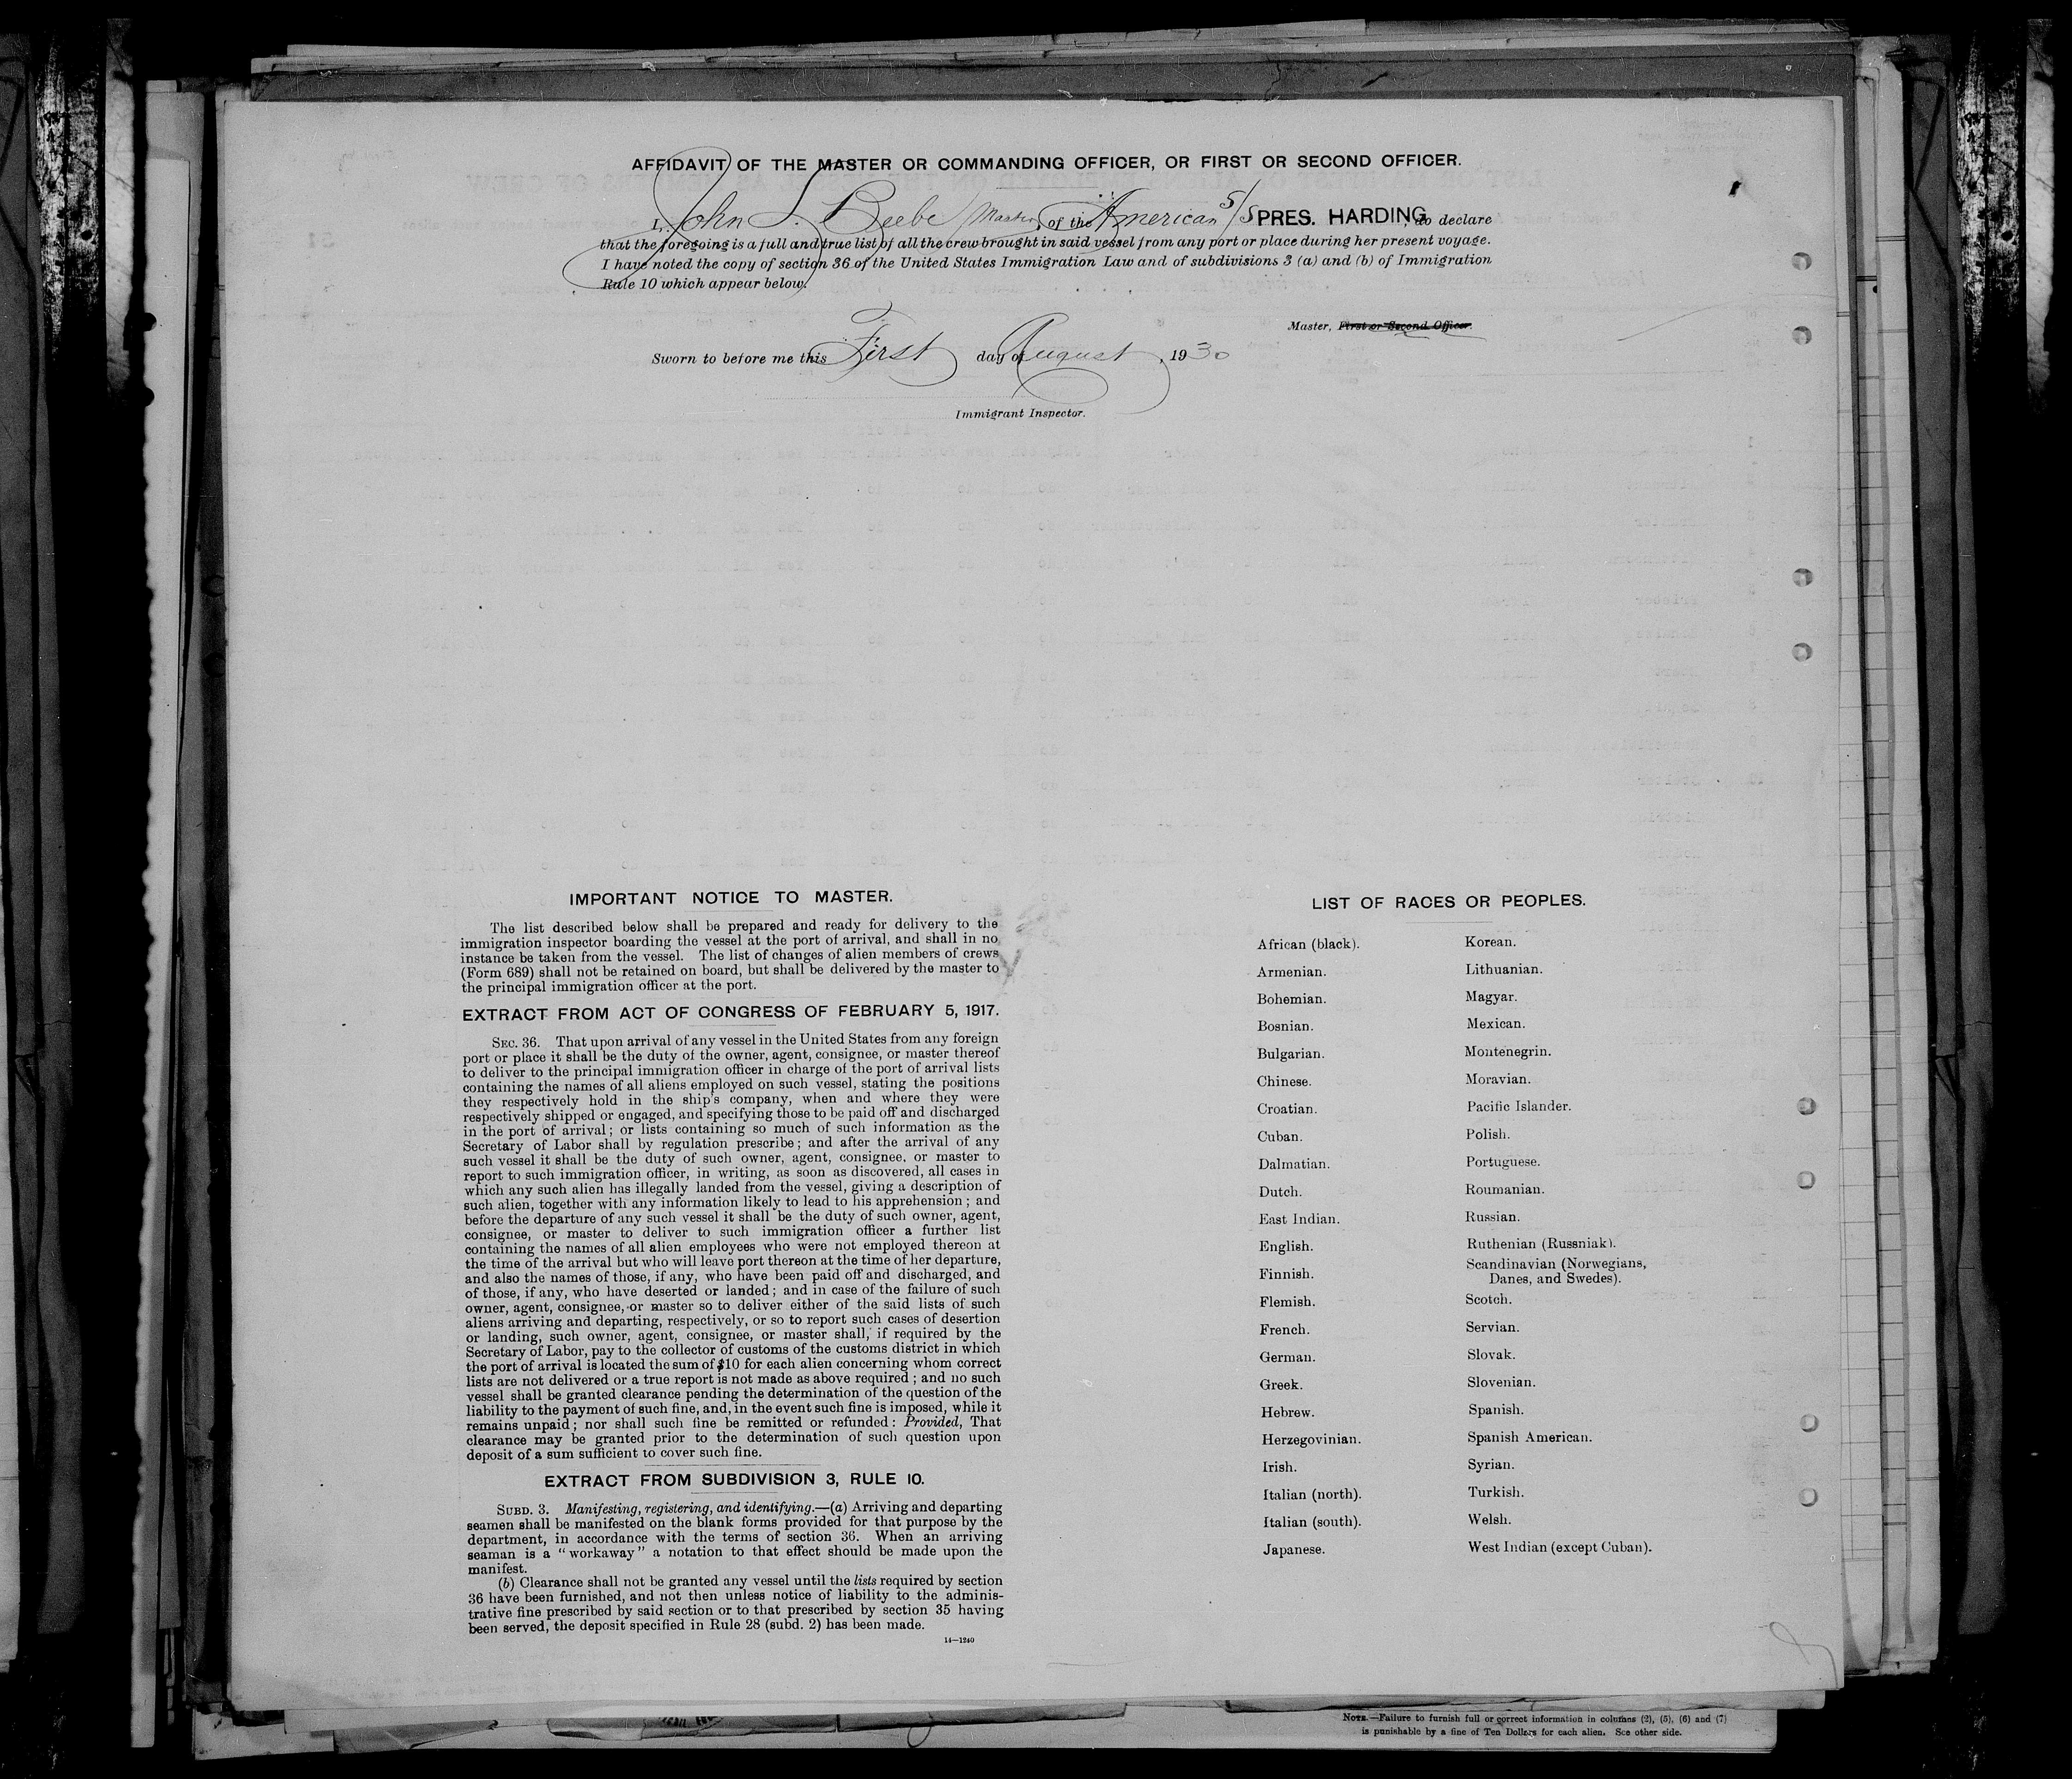 AFFIDAVIT OF THE MASTER OR COMMANDING OFFICER, OR FIRST OR SECOND OFFICER.
I, John S. Beebe Master, of the American S/S PRES. HARDING, do declare
that the foregoing is a full and true list of all the crew brought in said vessel from any port or place during her present voyage.
I have noted the copy of section 36 of the United States Immigration Law and of subdivisions 3 (a) and (b) of Immigration
Rule 10 which appear below.
Master, First or Second Officer.
Sworn to before me this First day of August, 1930
Immigrant Inspector.
IMPORTANT NOTICE TO MASTER.
The list described below shall be prepared and ready for delivery to the
immigration inspector boarding the vessel at the port of arrival, and shall in no
instance be taken from the vessel. The list of changes of alien members of crews
(Form 689) shall not be retained on board, but shall be delivered by the master to
the principal immigration officer at the port.
EXTRACT FROM ACT OF CONGRESS OF FEBRUARY 5, 1917.
SEC. 36. That upon arrival of any vessel in the United States from any foreign
port or place it shall be the duty of the owner, agent, consignee, or master thereof
to deliver to the principal immigration officer in charge of the port of arrival lists
containing the names of all aliens employed on such vessel, stating the positions
they respectively hold in the ship's company, when and where they were
respectively shipped or engaged, and specifying those to be paid off and discharged
in the port of arrival; or lists containing so much of such information as the
Secretary of Labor shall by regulation prescribe; and after the arrival of any
such vessel it shall be the duty of such owner, agent, consignee, or master to
report to such immigration officer, in writing, as soon as discovered, all cases in
which any such alien has illegally landed from the vessel, giving a description of
such alien, together with any information likely to lead to his apprehension; and
before the departure of any such vessel it shall be the duty of such owner, agent,
consignee, or master to deliver to such immigration officer a further list
containing the names of all alien employees who were not employed thereon at
the time of the arrival but who will leave port thereon at the time of her departure,
and also the names of those, if any, who have been paid off and discharged, and
of those, if any, who have deserted or landed; and in case of the failure of such
owner, agent, consignee, or master so to deliver either of the said lists of such
aliens arriving and departing, respectively, or so to report such cases of desertion
or landing, such owner, agent, consignee, or master shall, if required by the
Secretary of Labor, pay to the collector of customs of the customs district in which
the port of arrival is located the sum of $10 for each alien concerning whom correct
lists are not delivered or a true report is not made as above required; and no such
vessel shall be granted clearance pending the determination of the question of the
liability to the payment of such fine, and, in the event such fine is imposed, while it
remains unpaid; nor shall such fine be remitted or refunded: Provided, That
clearance may be granted prior to the determination of such question upon
deposit of a sum sufficient to cover such fine.
EXTRACT FROM SUBDIVISION 3, RULE 10.
SUBD. 3. Manifesting, registering, and identifying.—(a) Arriving and departing
seamen shall be manifested on the blank forms provided for that purpose by the
department, in accordance with the terms of section 36. When an arriving
seaman is a "workaway" a notation to that effect should be made upon the
manifest.
(b) Clearance shall not be granted any vessel until the lists required by section
36 have been furnished, and not then unless notice of liability to the adminis-
trative fine prescribed by said section or to that prescribed by section 35 having
been served, the deposit specified in Rule 28 (subd. 2) has been made.
14—1240
LIST OF RACES OR PEOPLES.
African (black).
Armenian.
Bohemian.
Bosnian.
Bulgarian.
Chinese.
Croatian.
Cuban.
Dalmatian.
Dutch.
East Indian.
English.
Finnish.
Flemish.
French.
German.
Greek.
Hebrew.
Herzegovinian.
Irish.
Italian (north).
Italian (south).
Japanese.
Korean.
Lithuanian.
Magyar.
Mexican.
Montenegrin.
Moravian.
Pacific Islander.
Polish.
Portuguese.
Roumanian.
Russian.
Ruthenian (Russniak).
Scandinavian (Norwegians,
Danes, and Swedes).
Scotch.
Servian.
Slovak.
Slovenian.
Spanish.
Spanish American.
Syrian.
Turkish.
Welsh.
West Indian (except Cuban).
NOTE.—Failure to furnish full or correct information in columns (2), (5), (6) and (7)
is punishable by a fine of Ten Dollars for each alien. See other side.